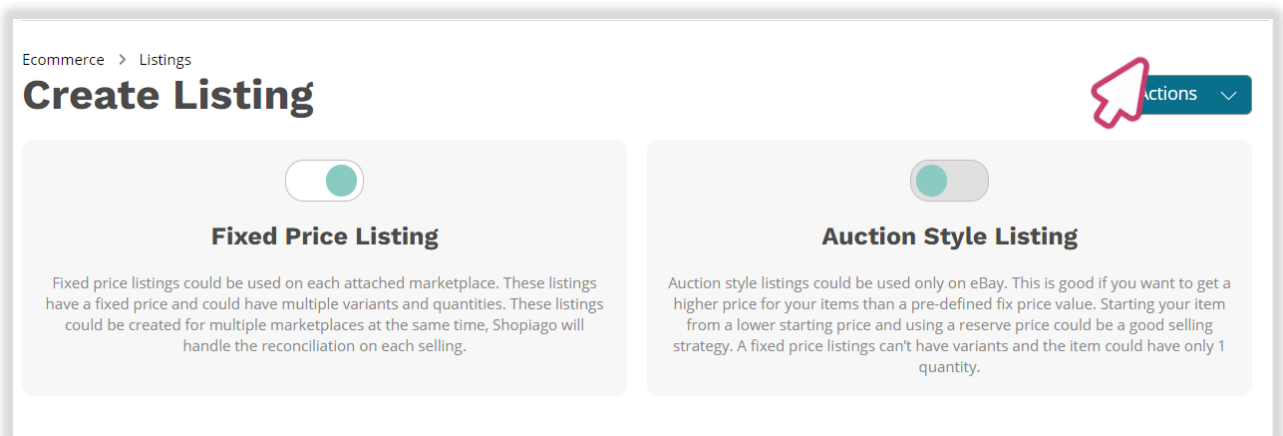 Ecommerce > Listings
Create Listing
ctions
Fixed Price Listing
Fixed price listings could be used on each attached marketplace. These listings
have a fixed price and could have multiple variants and quantities. These listings
could be created for multiple marketplaces at the same time, Shopiago will
handle the reconciliation on each selling.
Auction Style Listing
Auction style listings could be used only on eBay. This is good if you want to get a
higher price for your items than a pre-defined fix price value. Starting your item
from a lower starting price and using a reserve price could be a good selling
strategy. A fixed price listings can't have variants and the item could have only 1
quantity.